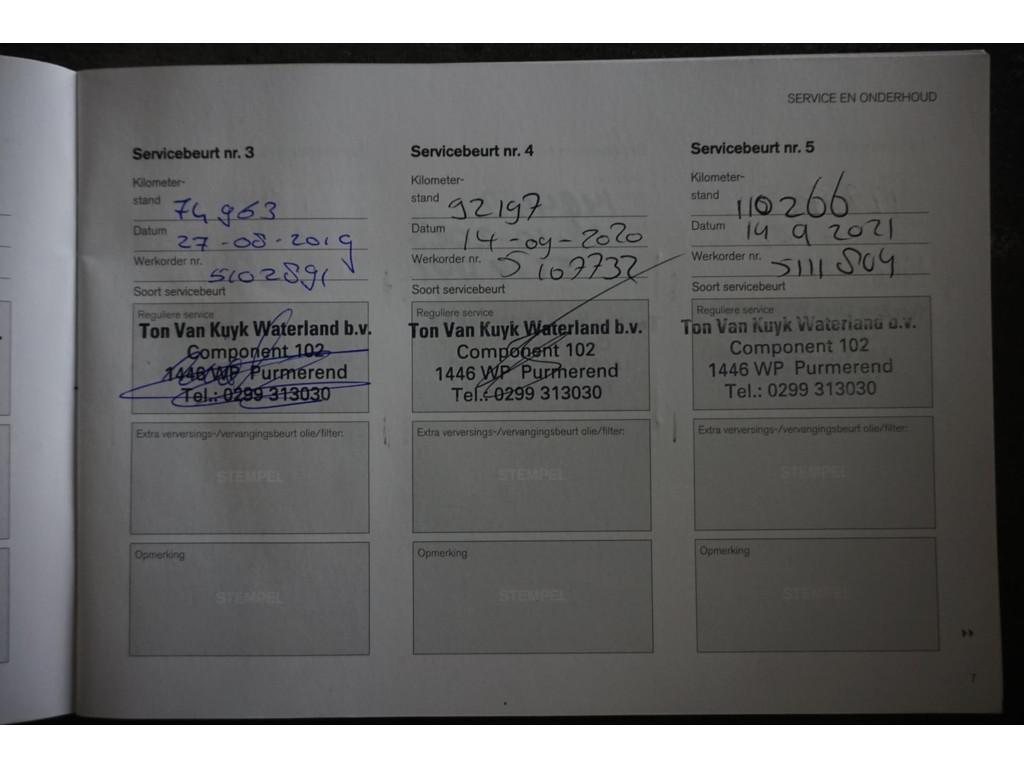 SERVICE EN ONDERHOUD
Servicebeurt nr. 3
Kilometer-
stand 74963
Datum 27-08-2019
Werkorder nr. 5102891
Soort servicebeurt
Reguliere service
Ton Van Kuyk Waterland b.v.
Component 102
1446 WP Purmerend
Tel.: 0299 313030
Extra verversings-/vervangingsbeurt olie/filter:
STEMPEL
Opmerking
STEMPEL
Servicebeurt nr. 4
Kilometer-
stand 92197
Datum 14-09-2020
Werkorder nr. 5107732
Soort servicebeurt
Reguliere service
Ton Van Kuyk Waterland b.v.
Component 102
1446 WP Purmerend
Tel.: 0299 313030
Extra verversings-/vervangingsbeurt olie/filter:
STEMPEL
Opmerking
STEMPEL
Servicebeurt nr. 5
Kilometer-
stand 110266
Datum 14 9 2021
Werkorder nr. 5111804
Soort servicebeurt
Reguliere service
Ton Van Kuyk Waterland b.v.
Component 102
1446 WP Purmerend
Tel.: 0299 313030
Extra verversings-/vervangingsbeurt olie/filter:
STEMPEL
Opmerking
STEMPEL
7